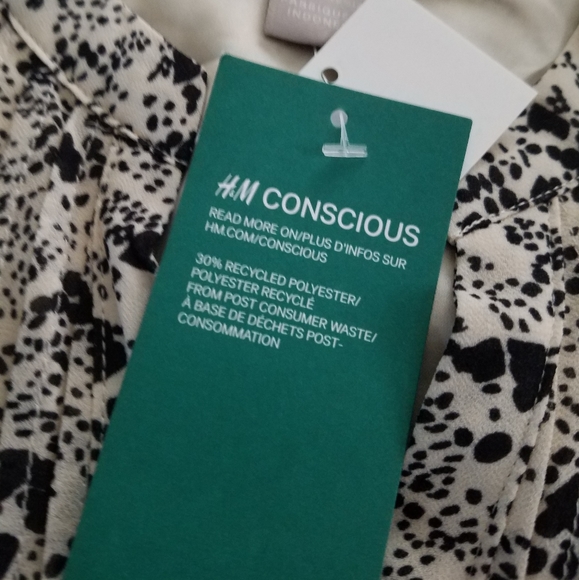 H&M CONSCIOUS
READ MORE ON/PLUS D'INFOS SUR
HM.COM/CONSCIOUS
30% RECYCLED POLYESTER/
POLYESTER RECYCLÉ
FROM POST CONSUMER WASTE/
À BASE DE DÉCHETS POST-
CONSOMMATION